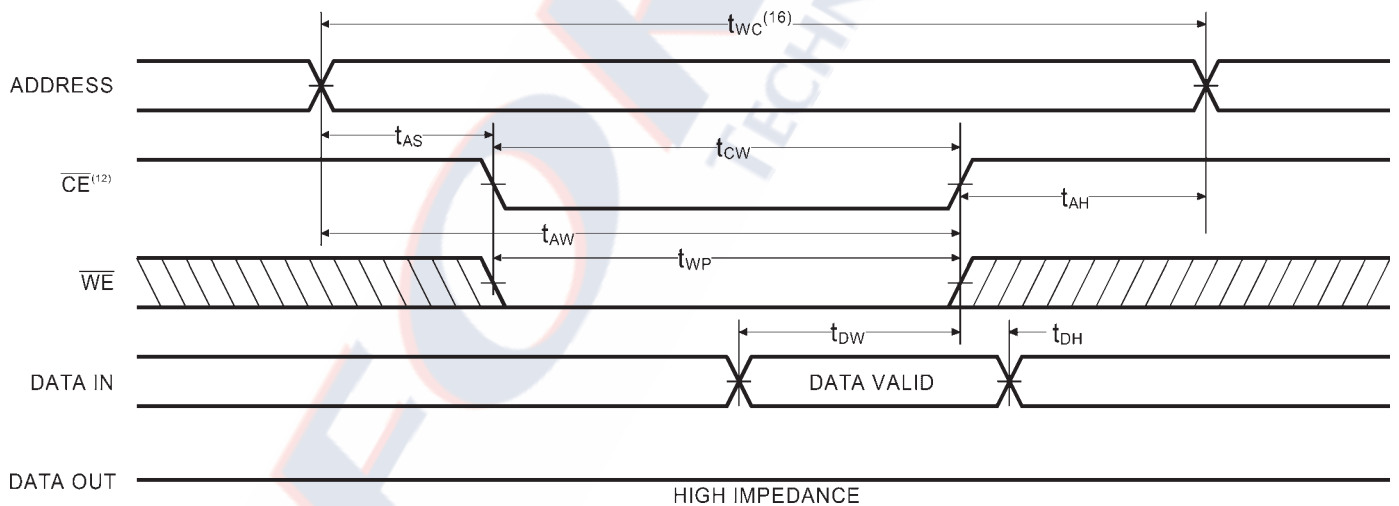 tWC(16)
ADDRESS
tAS
tCW
CE(12)
tAH
tAW
tWP
WE
tDW
tDH
DATA IN
DATA VALID
DATA OUT
HIGH IMPEDANCE